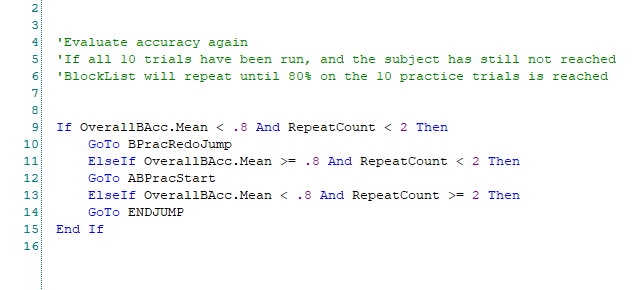 2
3
4 'Evaluate accuracy again
5 'If all 10 trials have been run, and the subject has still not reached
6 'BlockList will repeat until 80% on the 10 practice trials is reached
7
8
9 If OverallBAcc.Mean < .8 And RepeatCount < 2 Then
10 GoTo BPracRedoJump
11 ElseIf OverallBAcc.Mean >= .8 And RepeatCount < 2 Then
12 GoTo ABPracStart
13 ElseIf OverallBAcc.Mean < .8 And RepeatCount >= 2 Then
14 GoTo ENDJUMP
15 End If
16